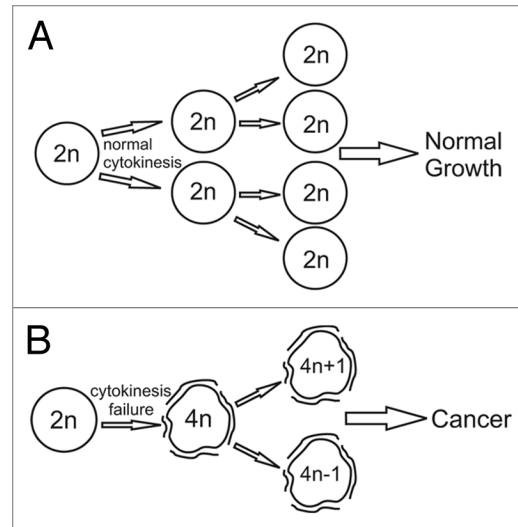 A
2n
2n
2n
normal
cytokinesis
2n
2n
2n
2n
Normal
Growth
B
2n
cytokinesis
failure
4n
4n+1
4n-1
Cancer